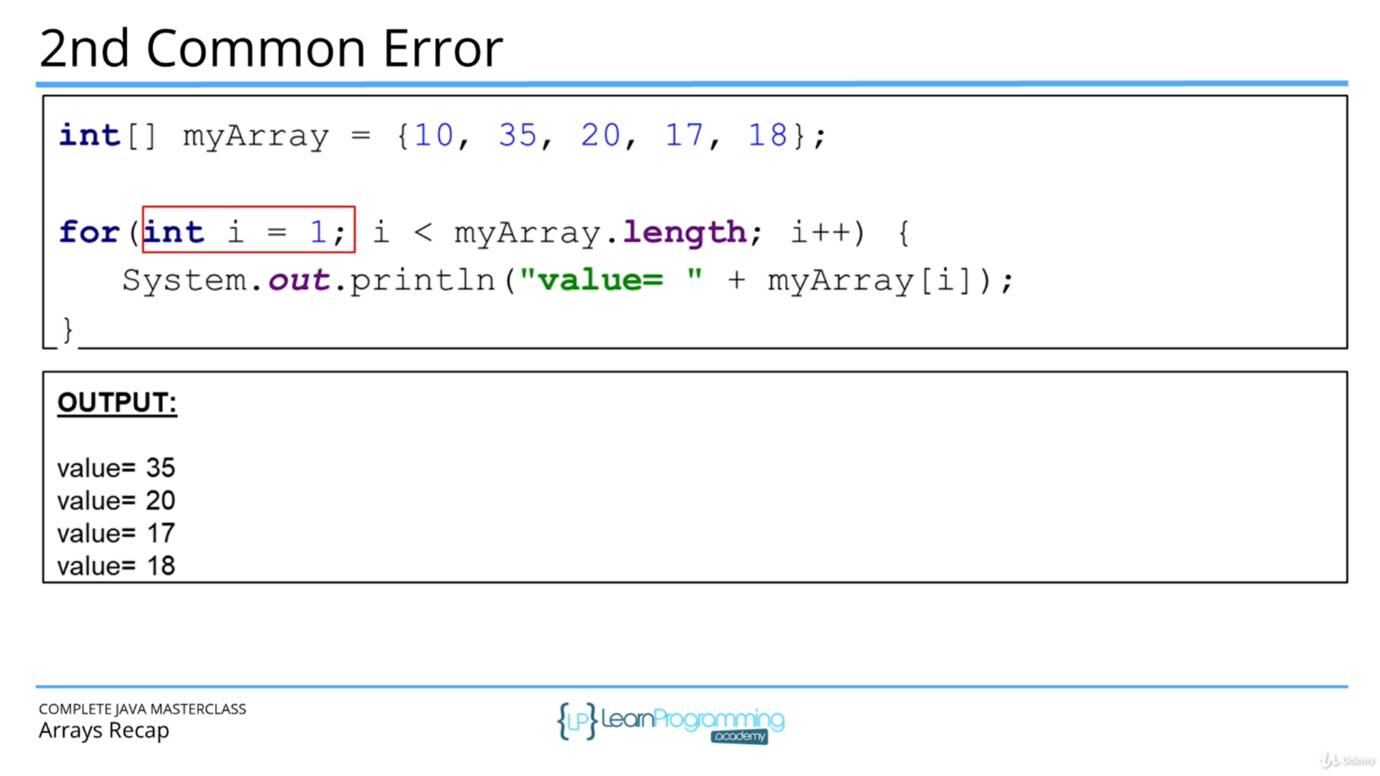 2nd Common Error
int[] myArray = {10, 35, 20, 17, 18};
for(int i = 1; i < myArray.length; i++) {
System.out.println("value= " + myArray[i]);
}
OUTPUT:
value= 35
value= 20
value= 17
value= 18
COMPLETE JAVA MASTERCLASS
Arrays Recap
{LP} LearnProgramming
.academy
Udemy